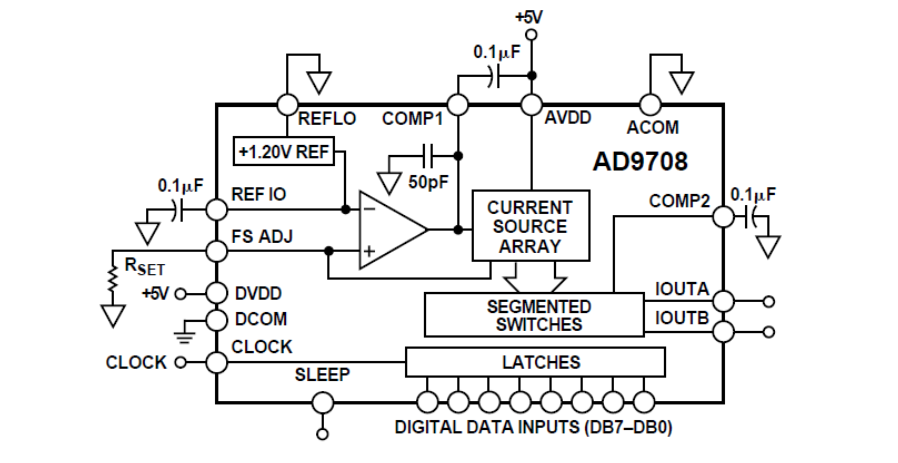 +5V
0.1µF
REFLO
COMP1
AVDD
ACOM
+1.20V REF
AD9708
50pF
0.1µF
REF IO
COMP2
0.1µF
CURRENT
SOURCE
ARRAY
−
FS ADJ
+
RSET
+5V
DVDD
IOUTA
SEGMENTED
SWITCHES
DCOM
IOUTB
CLOCK
CLOCK
LATCHES
SLEEP
DIGITAL DATA INPUTS (DB7–DB0)